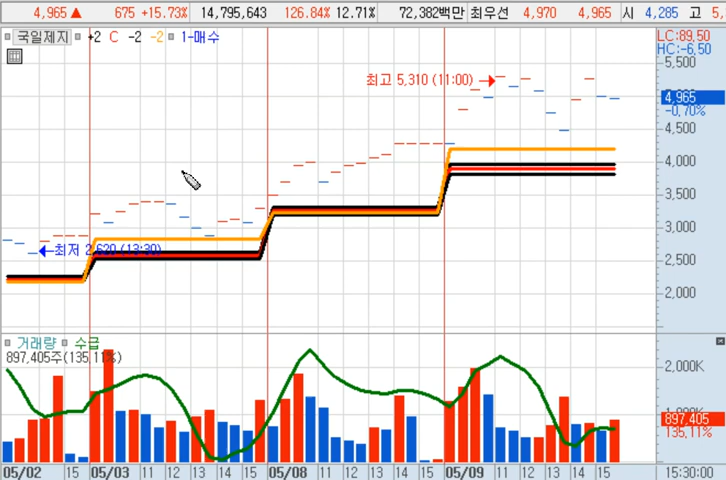 4,965 ▲ 675 +15.73% 14,795,643 126.84% 12.71% 72,382백만 최우선 4,970 4,965 시 4,285 고 5,
국일제지 +2 C -2 -2 1-매수
LC:89,50
HC:-6,50
최고 5,310 (11:00)
5,500
4,965
-0,70%
4,500
4,000
3,500
3,000
최저 2,620 (13:30)
2,500
2,000
거래량 수급
897,405주(135,11%)
2,000K
897,405
135,11%
05/02 15 05/03 11 12 13 14 15 05/08 11 12 13 14 15 05/09 11 12 13 14 15 15:30:00